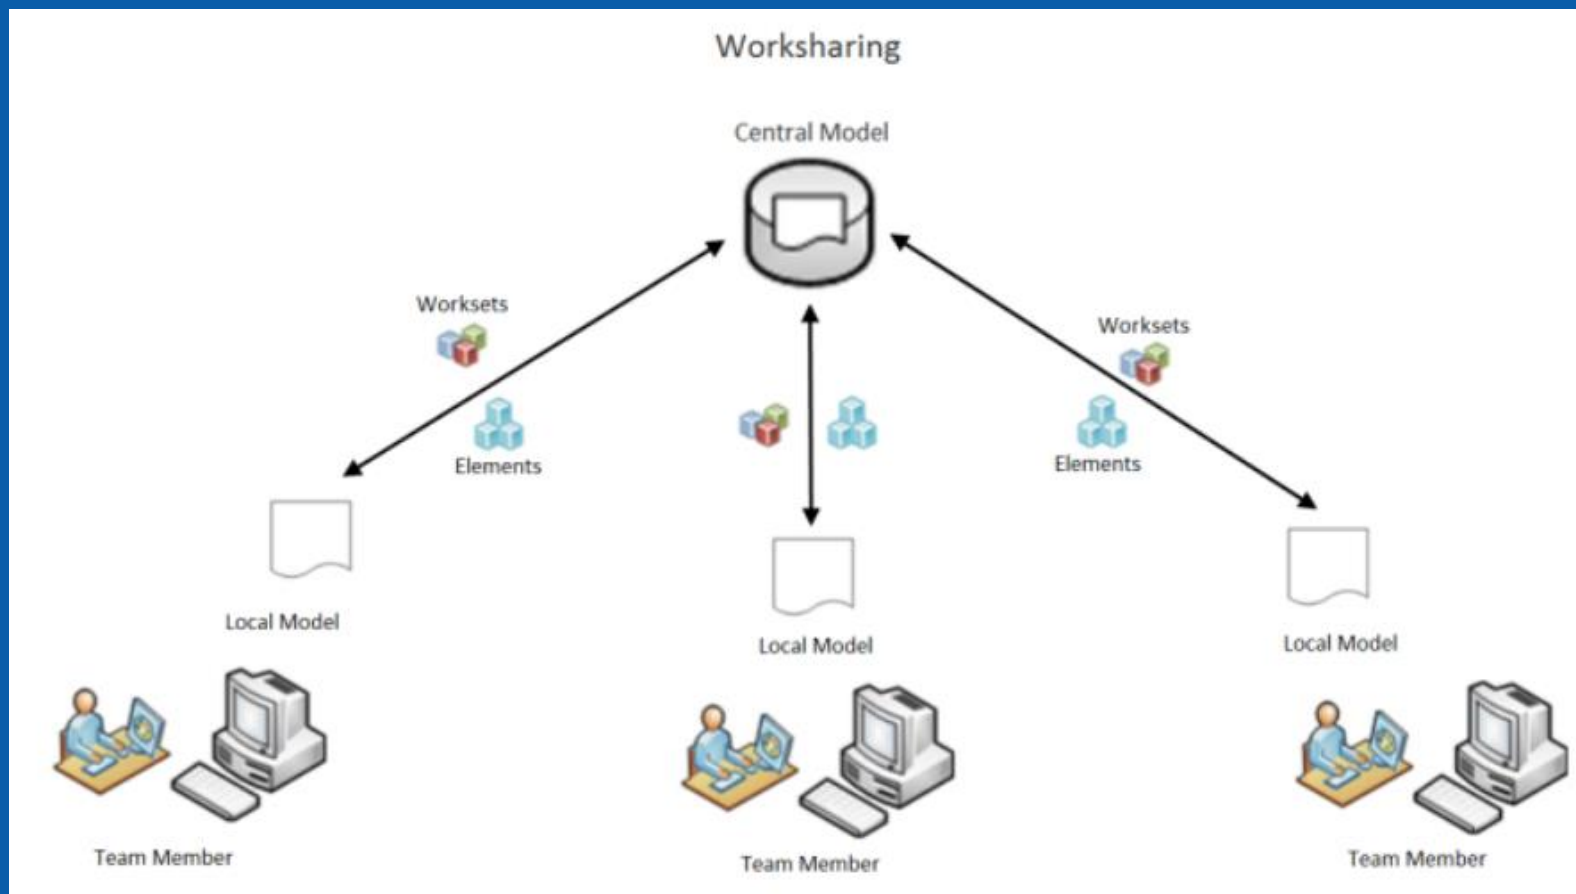 Worksharing
Central Model
Worksets
Worksets
Elements
Elements
Local Model
Local Model
Local Model
Team Member
Team Member
Team Member